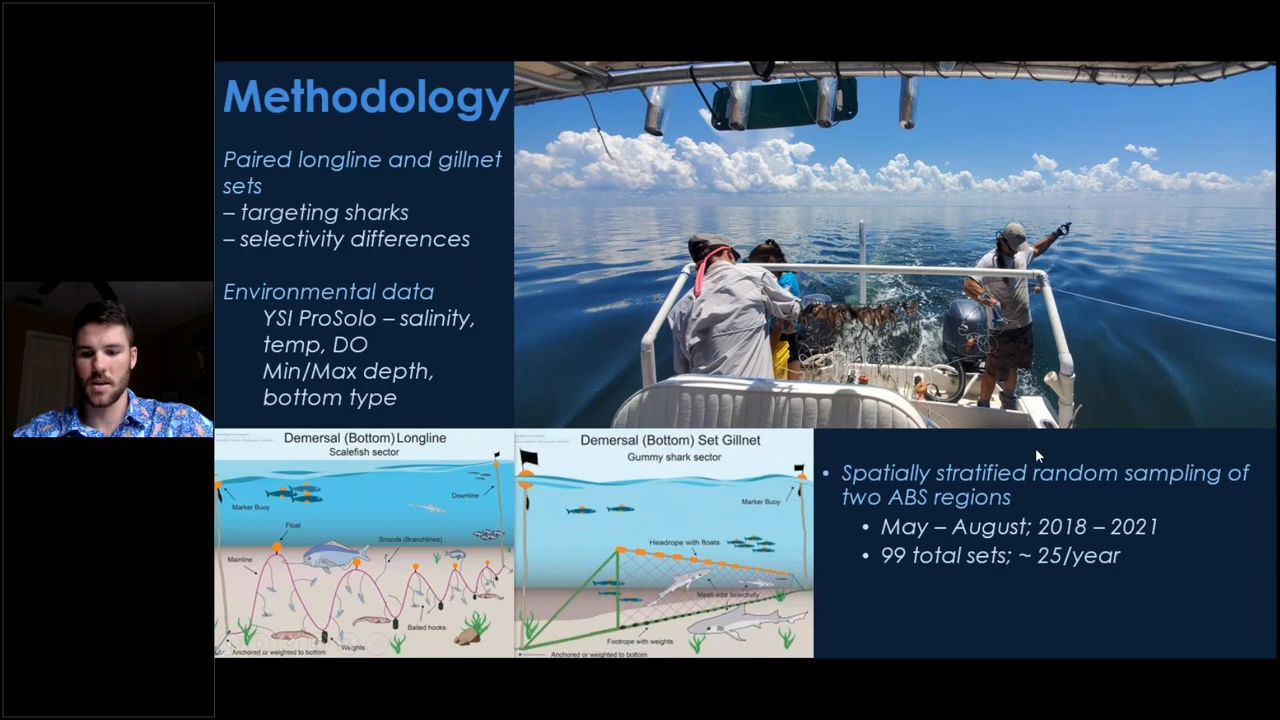 Methodology
Paired longline and gillnet
sets
– targeting sharks
– selectivity differences
Environmental data
YSI ProSolo – salinity,
temp, DO
Min/Max depth,
bottom type
Demersal (Bottom) Longline
Scalefish sector
Marker Buoy
Downline
Float
Mainline
Snoods (Branchlines)
Baited hooks
Weights
Anchored or weighted to bottom
Demersal (Bottom) Set Gillnet
Gummy shark sector
Marker Buoy
Headrope with floats
Mesh size selectivity
Footrope with weights
Anchored or weighted to bottom
• Spatially stratified random sampling of
two ABS regions
• May – August; 2018 – 2021
• 99 total sets; ~ 25/year